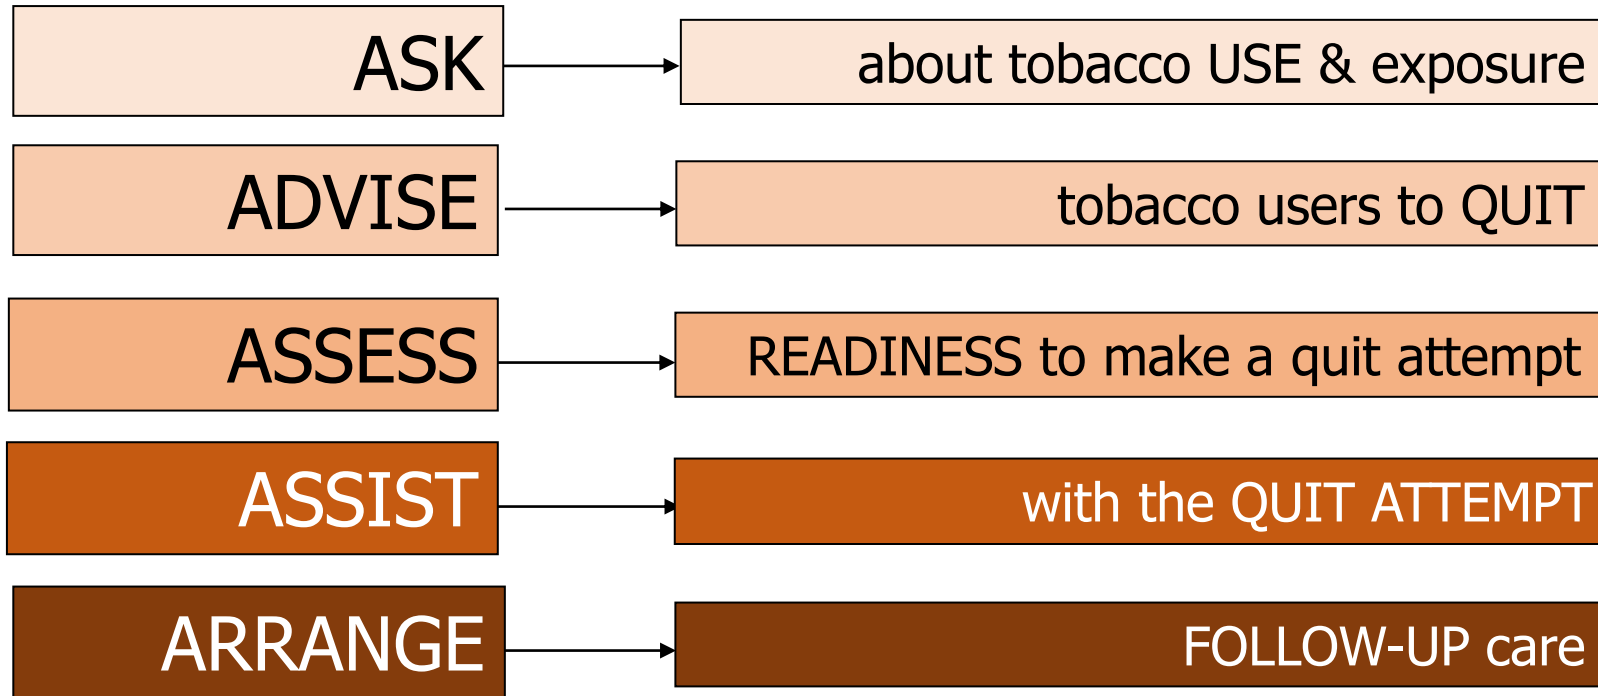 ASK
about tobacco USE & exposure
ADVISE
tobacco users to QUIT
ASSESS
READINESS to make a quit attempt
ASSIST
with the QUIT ATTEMPT
ARRANGE
FOLLOW-UP care